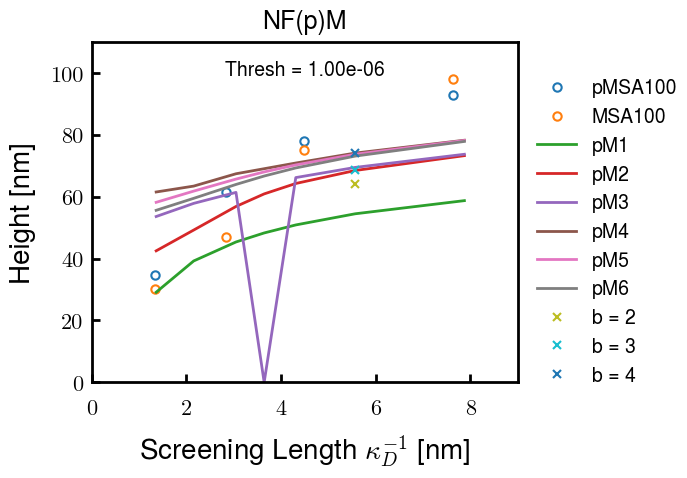 NF(p)M
Thresh = 1.00e-06
100
80
60
40
20
0
0 2 4 6 8
Height [nm]
Screening Length $\kappa_D^{-1}$ [nm]
pMSA100
MSA100
pM1
pM2
pM3
pM4
pM5
pM6
b = 2
b = 3
b = 4